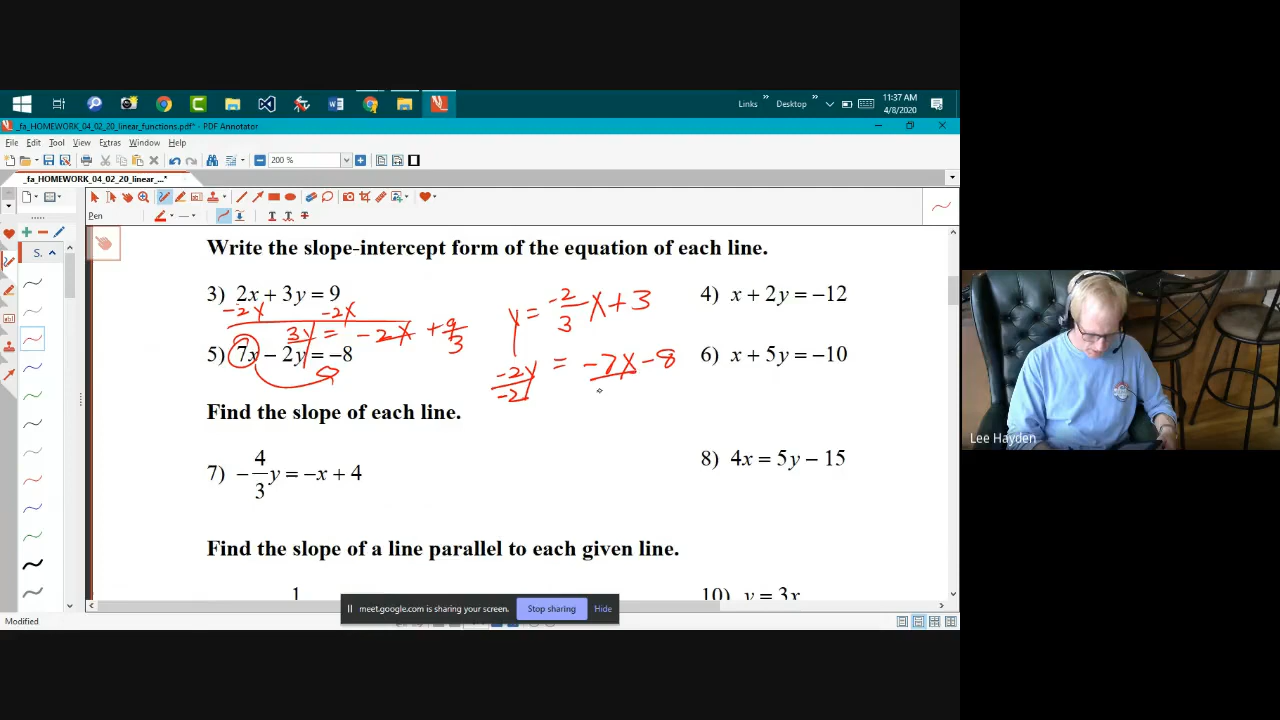 Links » Desktop » 11:37 AM 4/8/2020
_fa_HOMEWORK_04_02_20_linear_functions.pdf* - PDF Annotator
File Edit Tool View Extras Window Help
200 %
_fa_HOMEWORK_04_02_20_linear_...*
Pen
S.
Write the slope-intercept form of the equation of each line.
3) 2x + 3y = 9
-2x -2x
3y = -2x + 9/3
y = -2/3 x + 3
4) x + 2y = −12
5) 7x − 2y = −8
-2y = -7x - 8
-2
6) x + 5y = −10
Find the slope of each line.
7) −4/3 y = −x + 4
8) 4x = 5y − 15
Find the slope of a line parallel to each given line.
1
10) y = 3x
meet.google.com is sharing your screen. Stop sharing Hide
Modified
Lee Hayden